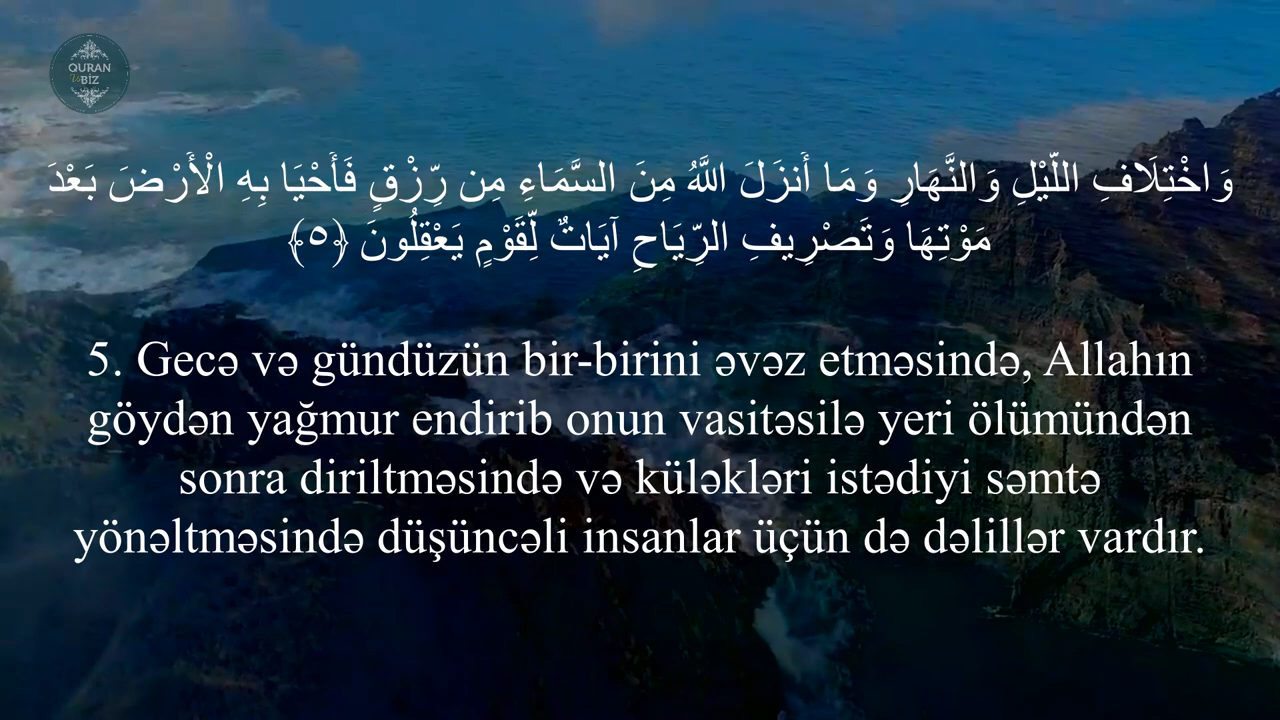 QURAN
Və
BİZ
وَاخْتِلَافِ اللَّيْلِ وَالنَّهَارِ وَمَا أَنزَلَ اللَّهُ مِنَ السَّمَاءِ مِن رِّزْقٍ فَأَحْيَا بِهِ الْأَرْضَ بَعْدَ
مَوْتِهَا وَتَصْرِيفِ الرِّيَاحِ آيَاتٌ لِّقَوْمٍ يَعْقِلُونَ ﴿٥﴾
5. Gecə və gündüzün bir-birini əvəz etməsində, Allahın
göydən yağmur endirib onun vasitəsilə yeri ölümündən
sonra diriltməsində və küləkləri istədiyi səmtə
yönəltməsində düşüncəli insanlar üçün də dəlillər vardır.